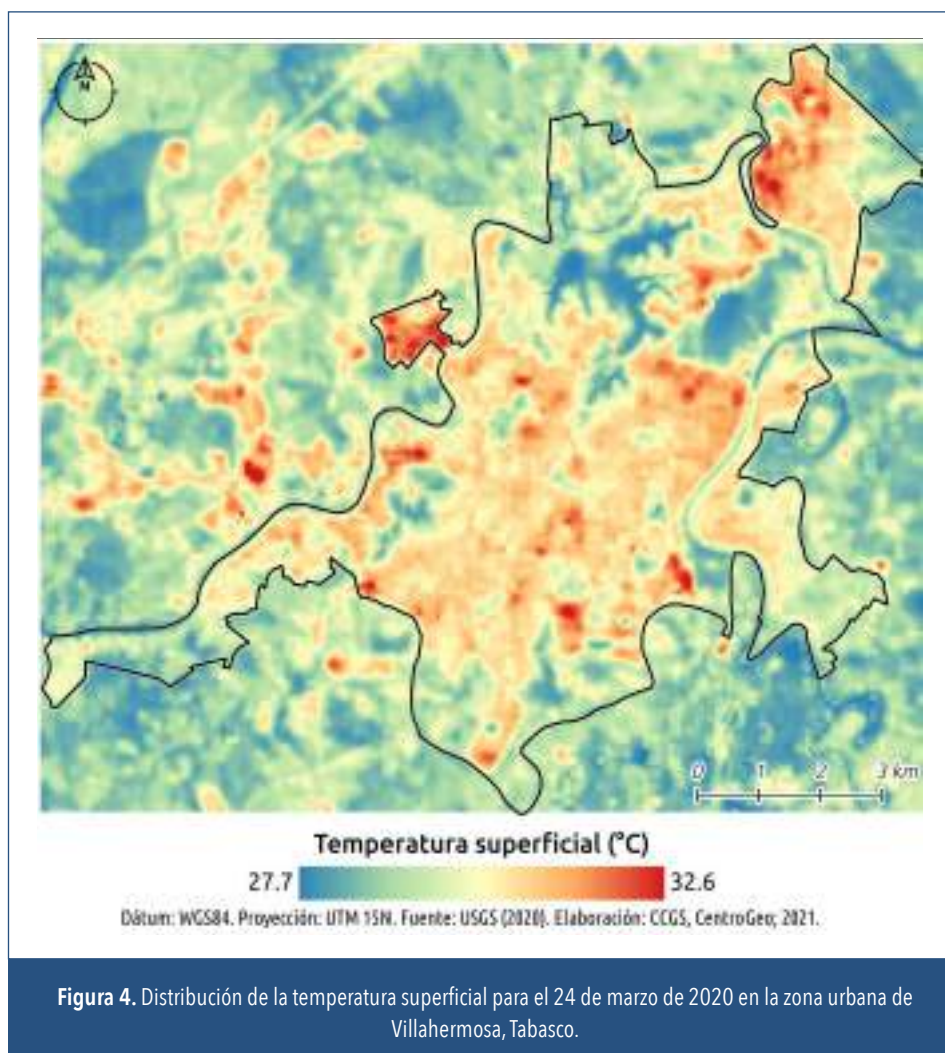 N
0 1 2 3 km
Temperatura superficial (°C)
27.7 32.6
Dátum: WGS84. Proyección: UTM 15N. Fuente: USGS (2020). Elaboración: CCGS, CentroGeo; 2021.
Figura 4. Distribución de la temperatura superficial para el 24 de marzo de 2020 en la zona urbana de
Villahermosa, Tabasco.